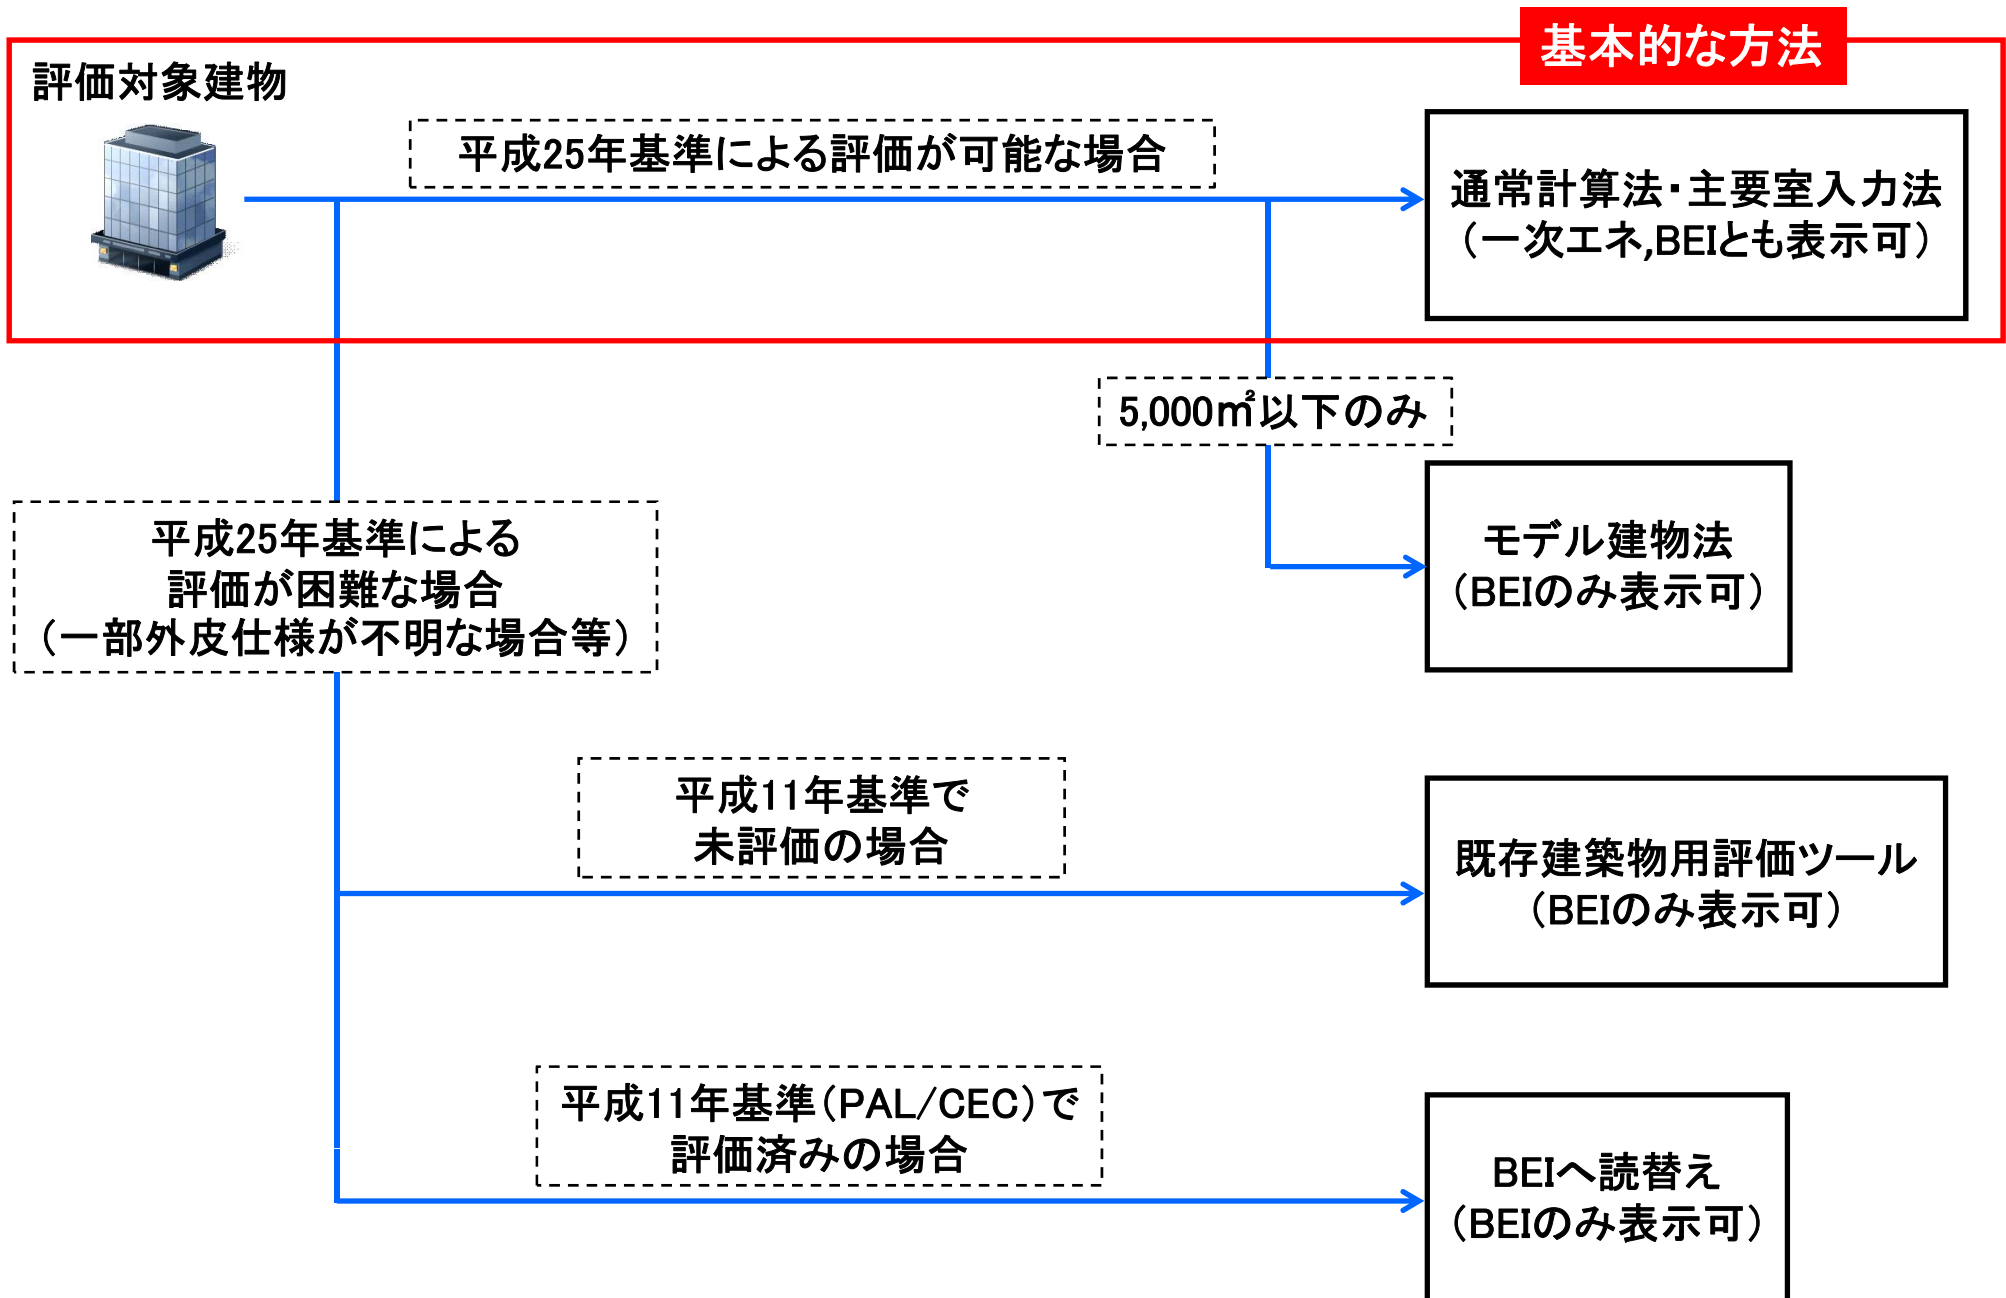 基本的な方法
評価対象建物
平成25年基準による評価が可能な場合
通常計算法・主要室入力法
（一次エネ,BEIとも表示可）
5,000㎡以下のみ
モデル建物法
（BEIのみ表示可）
平成25年基準による
評価が困難な場合
（一部外皮仕様が不明な場合等）
平成11年基準で
未評価の場合
既存建築物用評価ツール
（BEIのみ表示可）
平成11年基準（PAL/CEC）で
評価済みの場合
BEIへ読替え
（BEIのみ表示可）